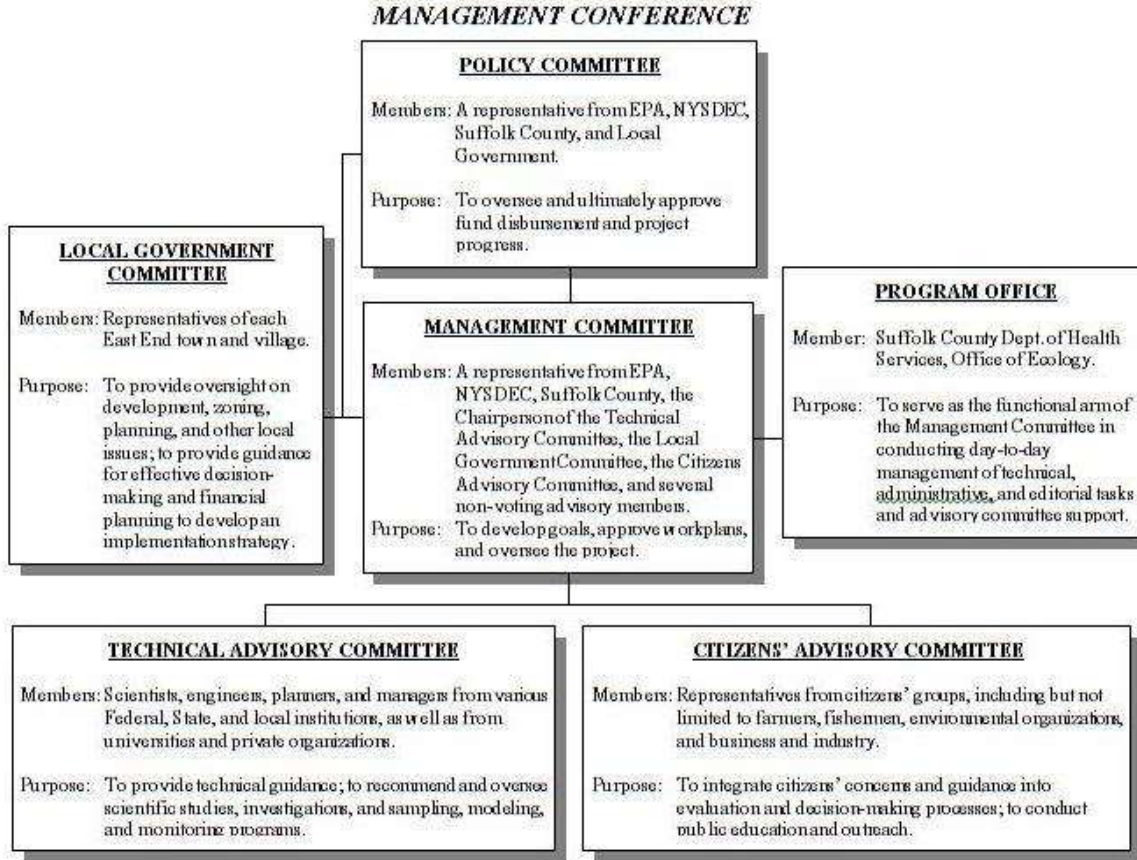 MANAGEMENT CONFERENCE
POLICY COMMITTEE
Members: A representative from EPA, NYSDEC,
Suffolk County, and Local
Government.
Purpose: To oversee and ultimately approve
fund disbursement and project
progress.
LOCAL GOVERNMENT
COMMITTEE
Members: Representatives of each
East End town and village.
Purpose: To provide oversight on
development, zoning,
planning, and other local
issues; to provide guidance
for effective decision-
making and financial
planning to develop an
implementation strategy.
MANAGEMENT COMMITTEE
Members: A representative from EPA,
NYSDEC, Suffolk County, the
Chairperson of the Technical
Advisory Committee, the Local
Government Committee, the Citizens
Advisory Committee, and several
non-voting advisory members.
Purpose: To develop goals, approve workplans,
and oversee the project.
PROGRAM OFFICE
Member: Suffolk County Dept. of Health
Services, Office of Ecology.
Purpose: To serve as the functional arm of
the Management Committee in
conducting day-to-day
management of technical,
administrative, and editorial tasks
and advisory committee support.
TECHNICAL ADVISORY COMMITTEE
Members: Scientists, engineers, planners, and managers from various
Federal, State, and local institutions, as well as from
universities and private organizations.
Purpose: To provide technical guidance; to recommend and oversee
scientific studies, investigations, and sampling, modeling,
and monitoring programs.
CITIZENS' ADVISORY COMMITTEE
Members: Representatives from citizens' groups, including but not
limited to farmers, fishermen, environmental organizations,
and business and industry.
Purpose: To integrate citizens' concerns and guidance into
evaluation and decision-making processes; to conduct
public education and outreach.